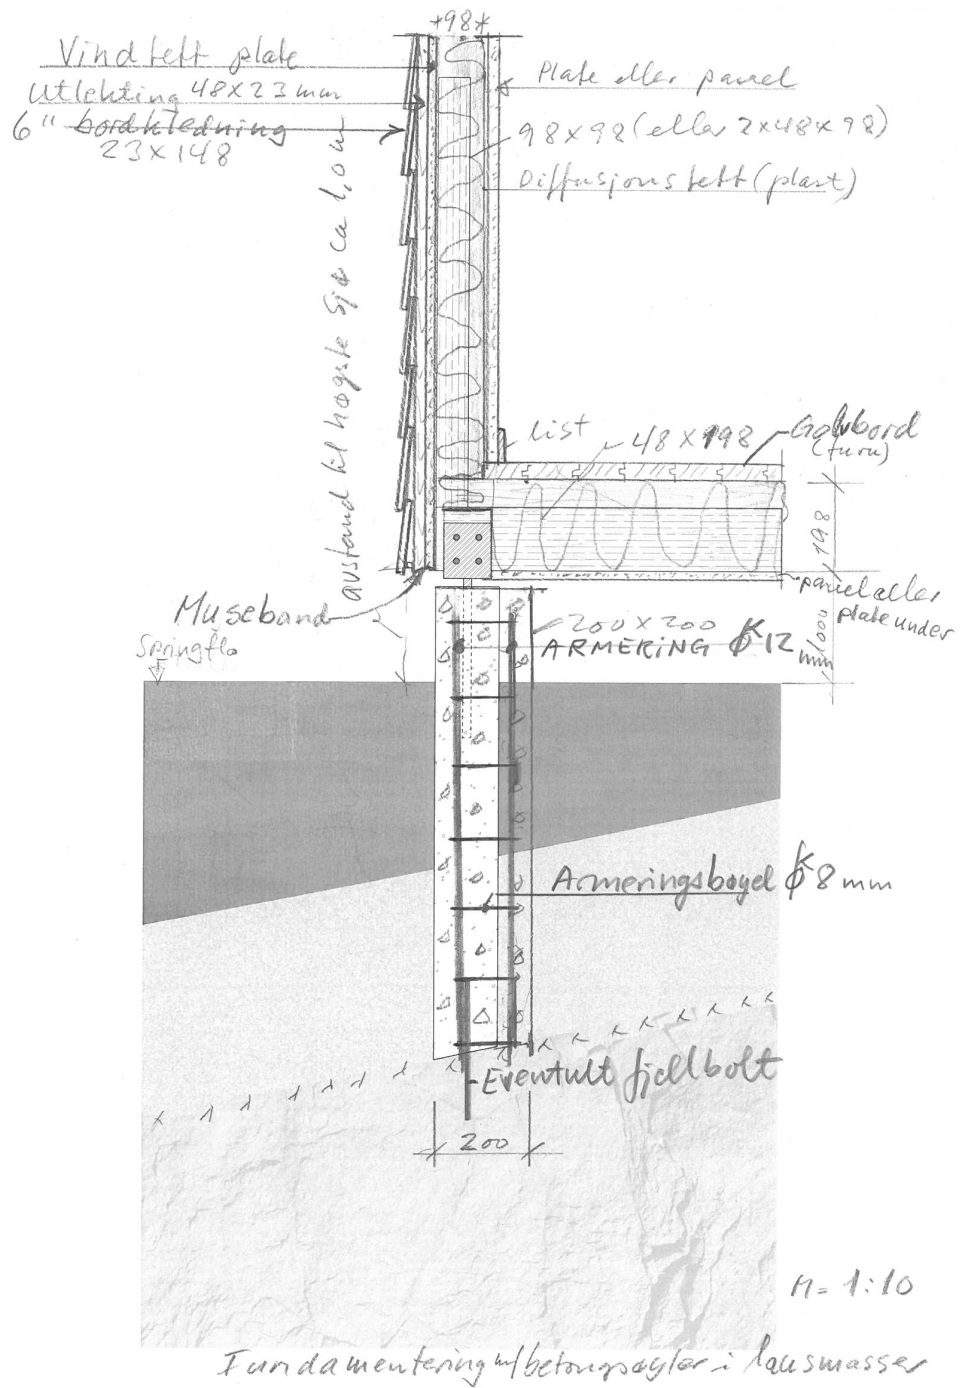 *98*
Vindtett plate
Utlekting 48x23 mm
6" bordkledning
23x148
Plate eller panel
98x98 (eller 2x48x98)
Diffusjonstett (plast)
avstand til høgste sjø ca 1,0 m
list
48x198
Golvbord
(furu)
198
panel eller
plate under
1000
Museband
Springflo
200x200
ARMERING K12
mm
Armeringsbøyel K8 mm
Eventuelt fjellbolt
200
M= 1:10
Fundamentering m/betongsøyler i lausmasser